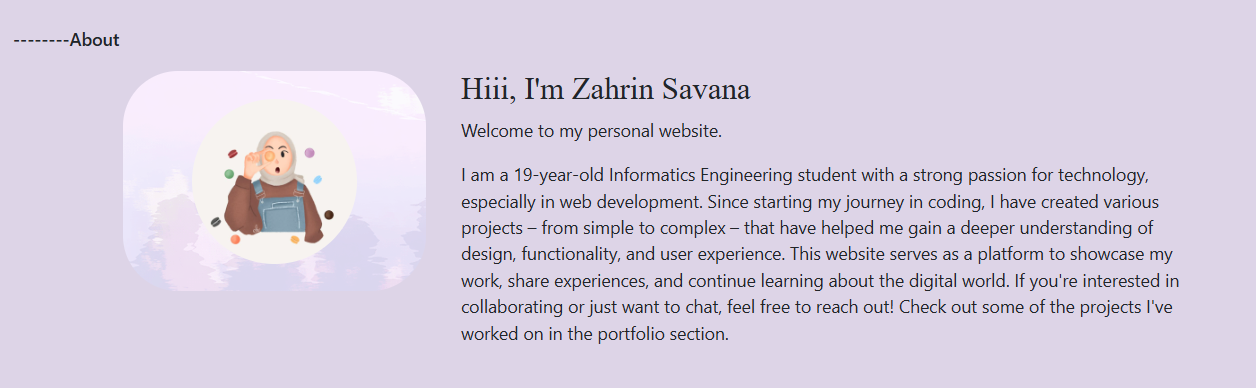 --------About
Hiii, I'm Zahrin Savana
Welcome to my personal website.
I am a 19-year-old Informatics Engineering student with a strong passion for technology,
especially in web development. Since starting my journey in coding, I have created various
projects – from simple to complex – that have helped me gain a deeper understanding of
design, functionality, and user experience. This website serves as a platform to showcase my
work, share experiences, and continue learning about the digital world. If you're interested in
collaborating or just want to chat, feel free to reach out! Check out some of the projects I've
worked on in the portfolio section.